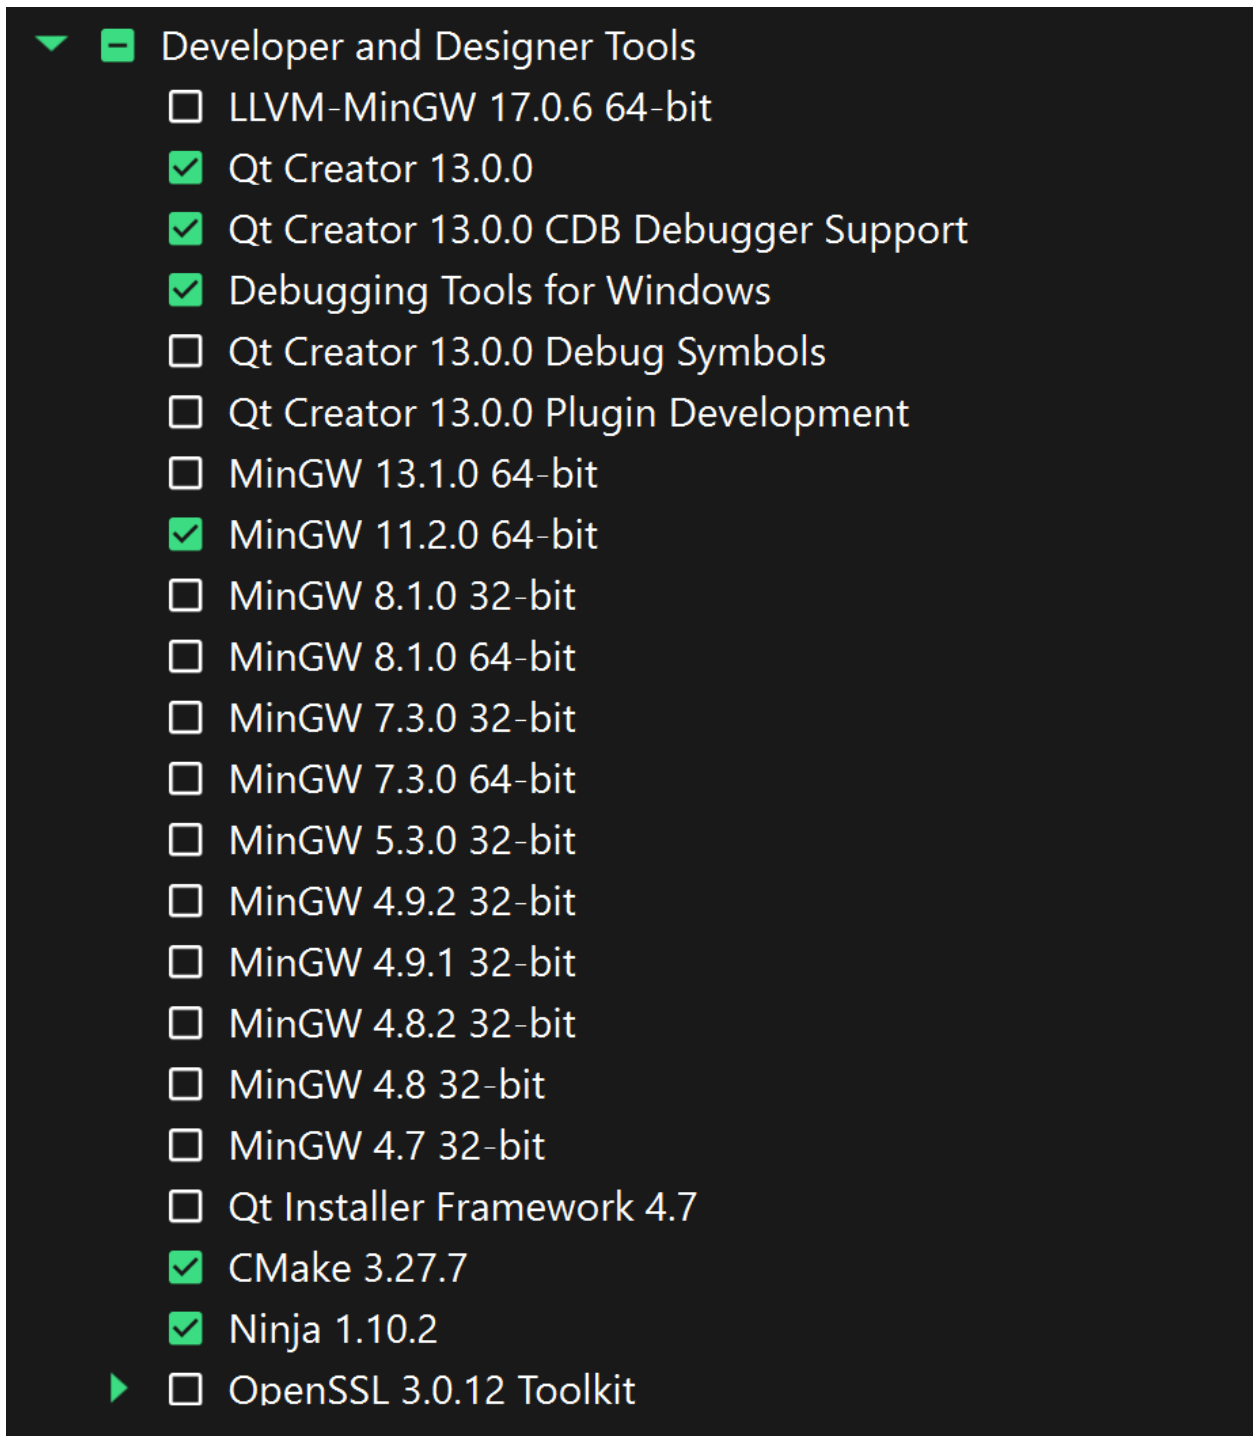 Developer and Designer Tools
LLVM-MinGW 17.0.6 64-bit
Qt Creator 13.0.0
Qt Creator 13.0.0 CDB Debugger Support
Debugging Tools for Windows
Qt Creator 13.0.0 Debug Symbols
Qt Creator 13.0.0 Plugin Development
MinGW 13.1.0 64-bit
MinGW 11.2.0 64-bit
MinGW 8.1.0 32-bit
MinGW 8.1.0 64-bit
MinGW 7.3.0 32-bit
MinGW 7.3.0 64-bit
MinGW 5.3.0 32-bit
MinGW 4.9.2 32-bit
MinGW 4.9.1 32-bit
MinGW 4.8.2 32-bit
MinGW 4.8 32-bit
MinGW 4.7 32-bit
Qt Installer Framework 4.7
CMake 3.27.7
Ninja 1.10.2
OpenSSL 3.0.12 Toolkit